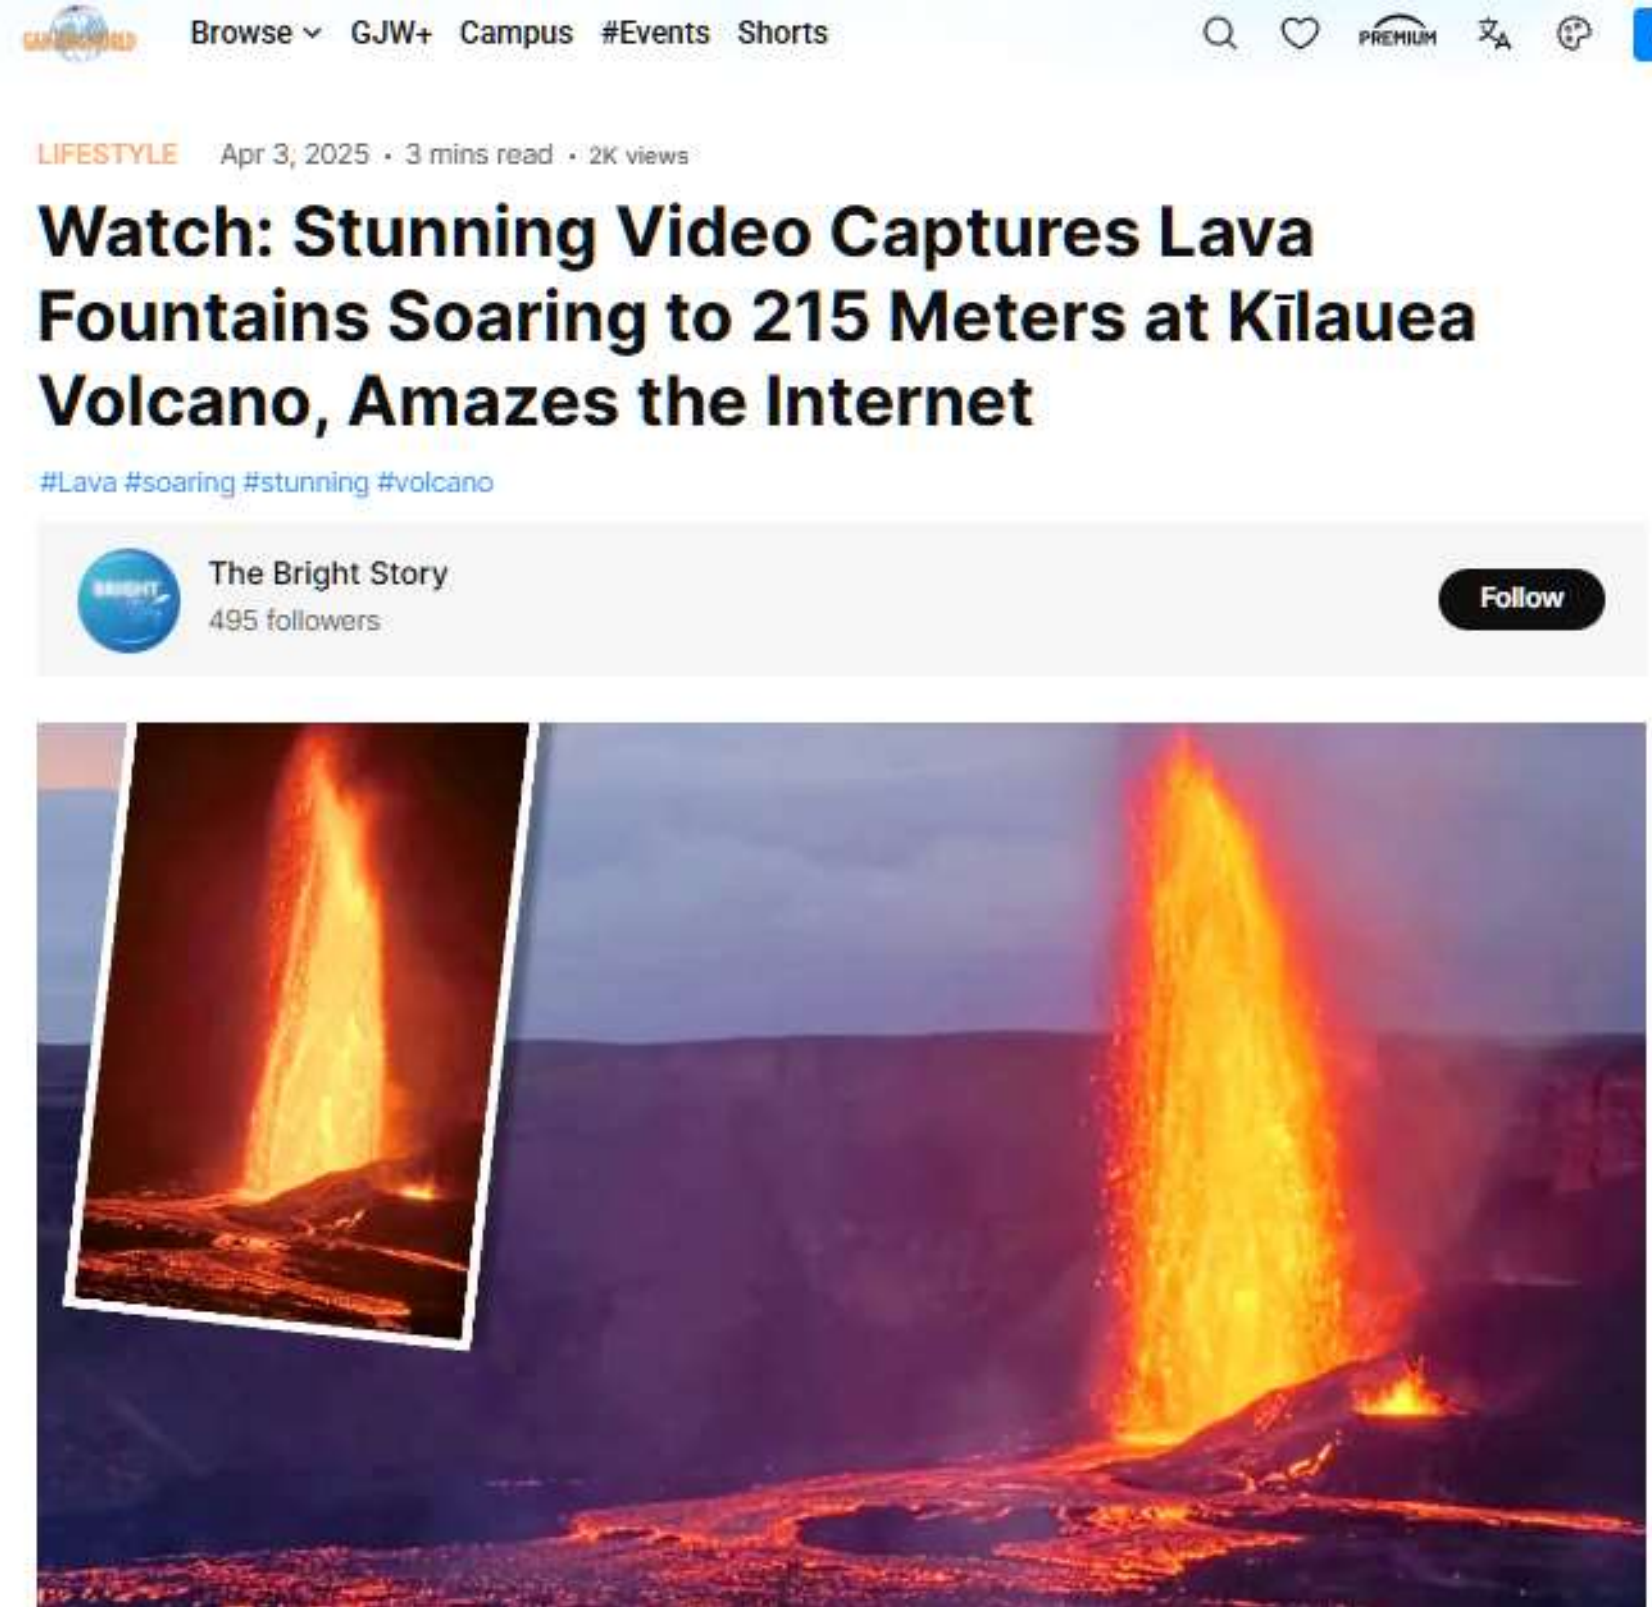 Browse GJW+ Campus #Events Shorts PREMIUM
LIFESTYLE Apr 3, 2025 • 3 mins read • 2K views
Watch: Stunning Video Captures Lava
Fountains Soaring to 215 Meters at Kīlauea
Volcano, Amazes the Internet
#Lava #soaring #stunning #volcano
BRIGHT
The Bright Story
495 followers
Follow